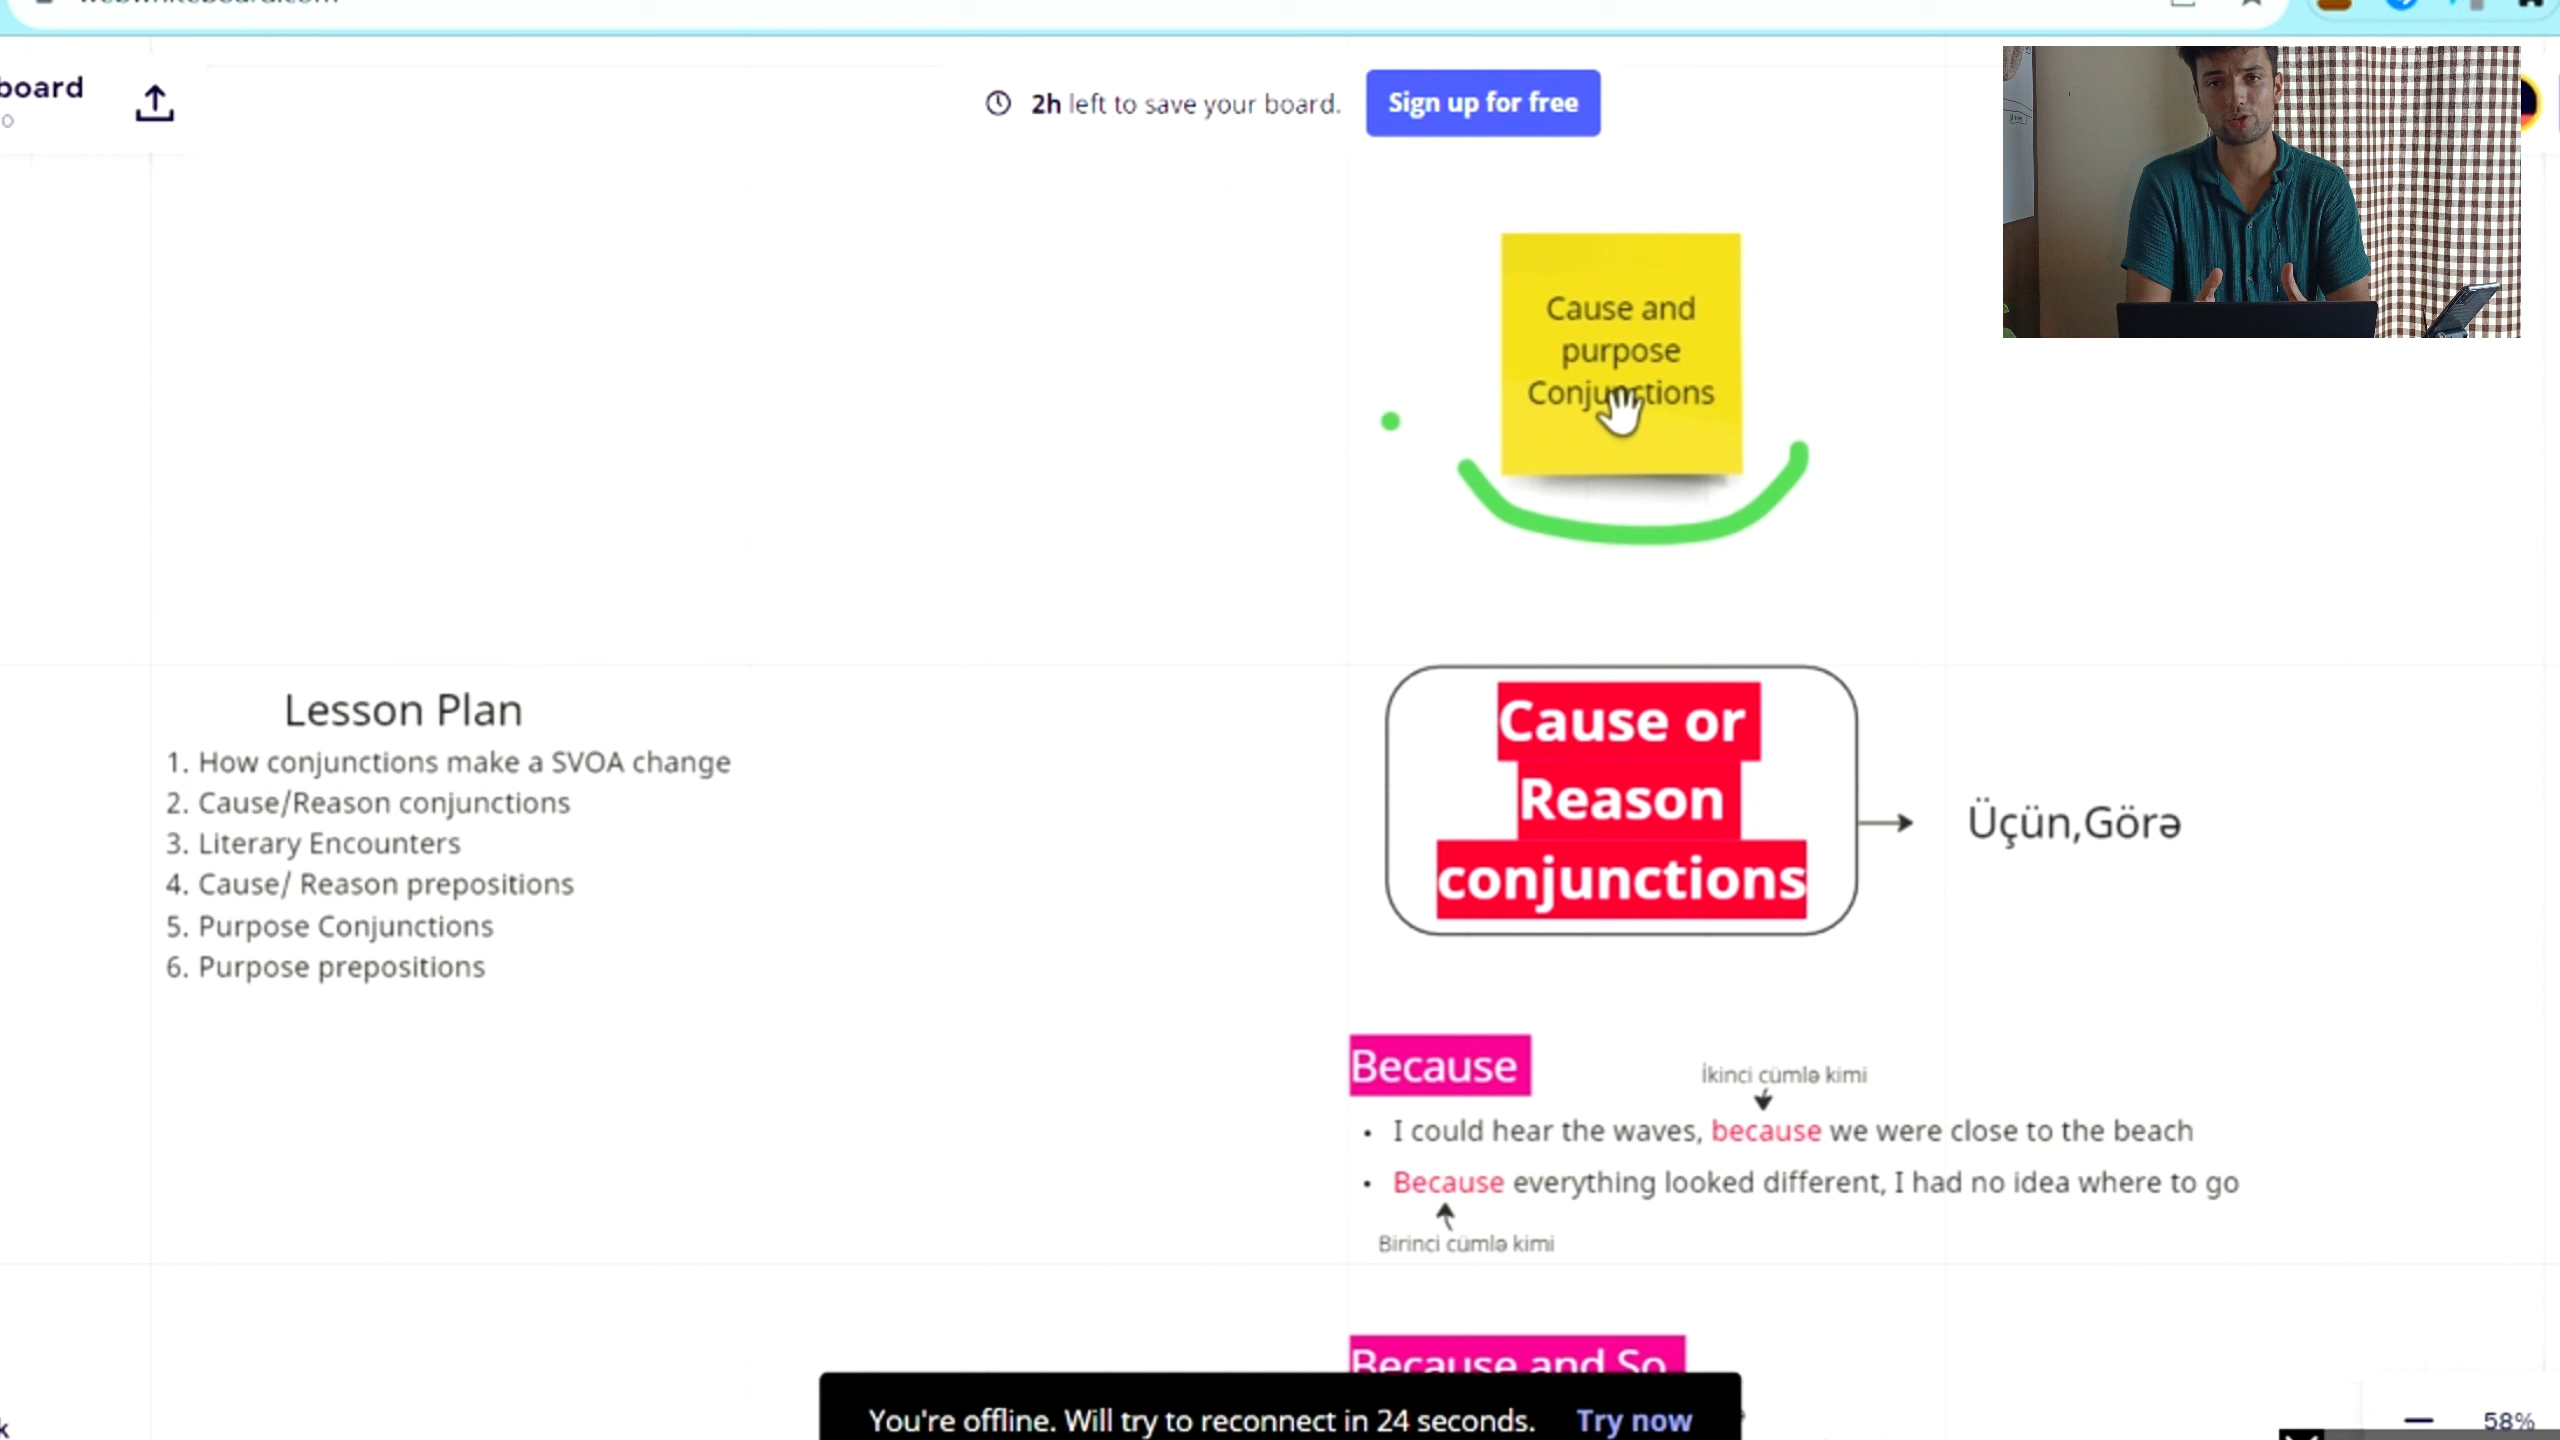 board
2h left to save your board.
Sign up for free
Cause and
purpose
Conjunctions
Lesson Plan
1. How conjunctions make a SVOA change
2. Cause/Reason conjunctions
3. Literary Encounters
4. Cause/ Reason prepositions
5. Purpose Conjunctions
6. Purpose prepositions
Cause or
Reason
conjunctions
Üçün,Görə
Because
İkinci cümlə kimi
• I could hear the waves, because we were close to the beach
• Because everything looked different, I had no idea where to go
Birinci cümlə kimi
Because and So
You're offline. Will try to reconnect in 24 seconds. Try now
58%